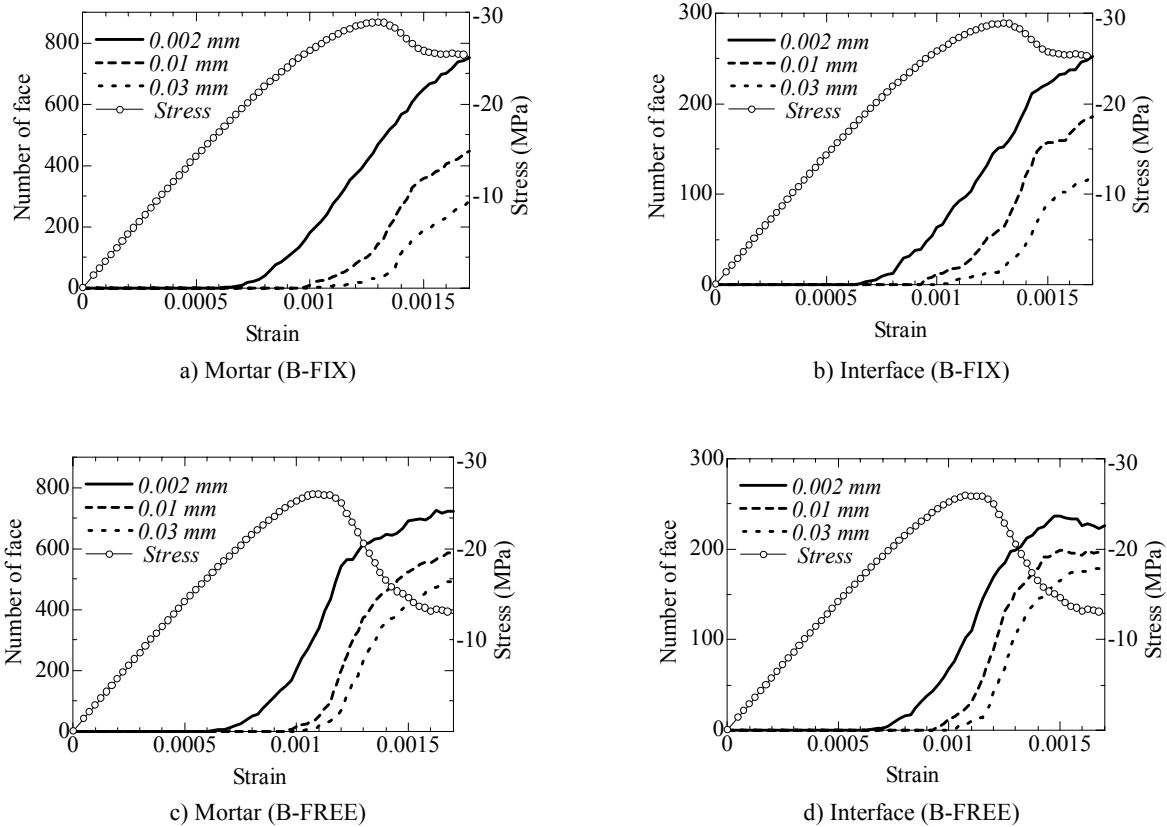 800
600
400
200
0
Number of face
0.002 mm
0.01 mm
0.03 mm
Stress
-30
-20
-10
Stress (MPa)
0 0.0005 0.001 0.0015
Strain
a) Mortar (B-FIX)
300
200
100
0
Number of face
0.002 mm
0.01 mm
0.03 mm
Stress
-30
-20
-10
Stress (MPa)
0 0.0005 0.001 0.0015
Strain
b) Interface (B-FIX)
800
600
400
200
0
Number of face
0.002 mm
0.01 mm
0.03 mm
Stress
-30
-20
-10
Stress (MPa)
0 0.0005 0.001 0.0015
Strain
c) Mortar (B-FREE)
300
200
100
0
Number of face
0.002 mm
0.01 mm
0.03 mm
Stress
-30
-20
-10
Stress (MPa)
0 0.0005 0.001 0.0015
Strain
d) Interface (B-FREE)